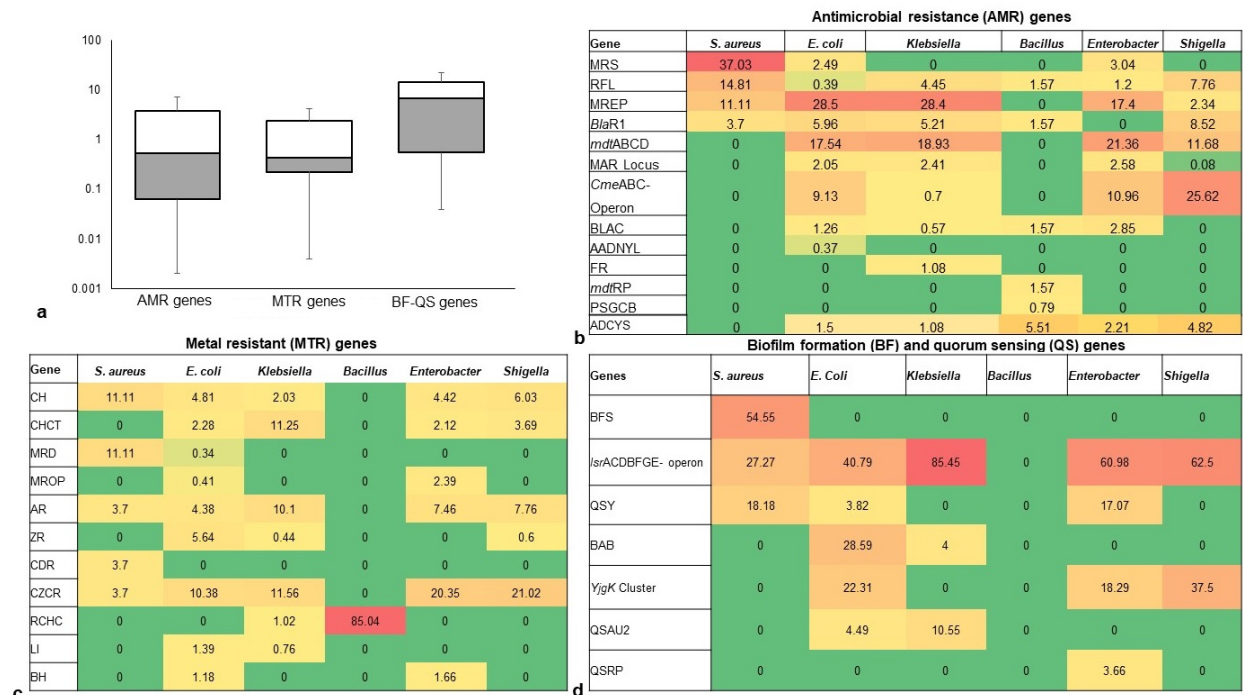 100
10
1
0.1
0.01
0.001
AMR genes MTR genes BF-QS genes
a
Antimicrobial resistance (AMR) genes
Gene S. aureus E. coli Klebsiella Bacillus Enterobacter Shigella
MRS 37.03 2.49 0 0 3.04 0
RFL 14.81 0.39 4.45 1.57 1.2 7.76
MREP 11.11 28.5 28.4 0 17.4 2.34
BlaR1 3.7 5.96 5.21 1.57 0 8.52
mdtABCD 0 17.54 18.93 0 21.36 11.68
MAR Locus 0 2.05 2.41 0 2.58 0.08
CmeABC-
Operon 0 9.13 0.7 0 10.96 25.62
BLAC 0 1.26 0.57 1.57 2.85 0
AADNYL 0 0.37 0 0 0 0
FR 0 0 1.08 0 0 0
mdtRP 0 0 0 1.57 0 0
PSGCB 0 0 0 0.79 0 0
ADCYS 0 1.5 1.08 5.51 2.21 4.82
b
Metal resistant (MTR) genes
Gene S. aureus E. coli Klebsiella Bacillus Enterobacter Shigella
CH 11.11 4.81 2.03 0 4.42 6.03
CHCT 0 2.28 11.25 0 2.12 3.69
MRD 11.11 0.34 0 0 0 0
MROP 0 0.41 0 0 2.39 0
AR 3.7 4.38 10.1 0 7.46 7.76
ZR 0 5.64 0.44 0 0 0.6
CDR 3.7 0 0 0 0 0
CZCR 3.7 10.38 11.56 0 20.35 21.02
RCHC 0 0 1.02 85.04 0 0
LI 0 1.39 0.76 0 0 0
BH 0 1.18 0 0 1.66 0
c
Biofilm formation (BF) and quorum sensing (QS) genes
Genes S. aureus E. Coli Klebsiella Bacillus Enterobacter Shigella
BFS 54.55 0 0 0 0 0
lsrACDBFGE- operon 27.27 40.79 85.45 0 60.98 62.5
QSY 18.18 3.82 0 0 17.07 0
BAB 0 28.59 4 0 0 0
YjgK Cluster 0 22.31 0 0 18.29 37.5
QSAU2 0 4.49 10.55 0 0 0
QSRP 0 0 0 0 3.66 0
d